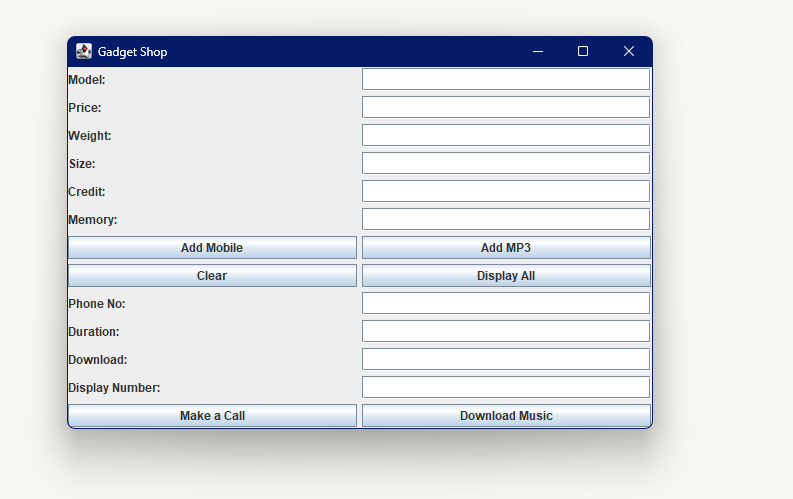 Gadget Shop
Model:
Price:
Weight:
Size:
Credit:
Memory:
Add Mobile Add MP3
Clear Display All
Phone No:
Duration:
Download:
Display Number:
Make a Call Download Music